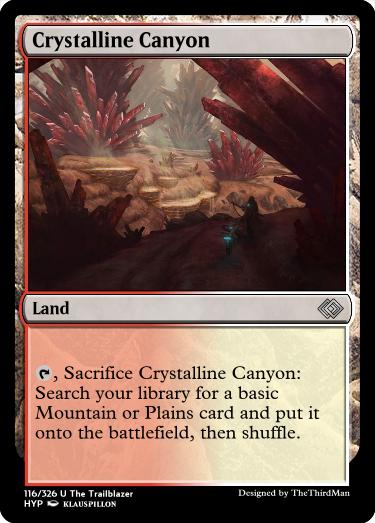 Crystalline Canyon
Land
, Sacrifice Crystalline Canyon:
Search your library for a basic
Mountain or Plains card and put it
onto the battlefield, then shuffle.
116/326 U The Trailblazer
Designed by TheThirdMan
HYP KLAUSPILLON